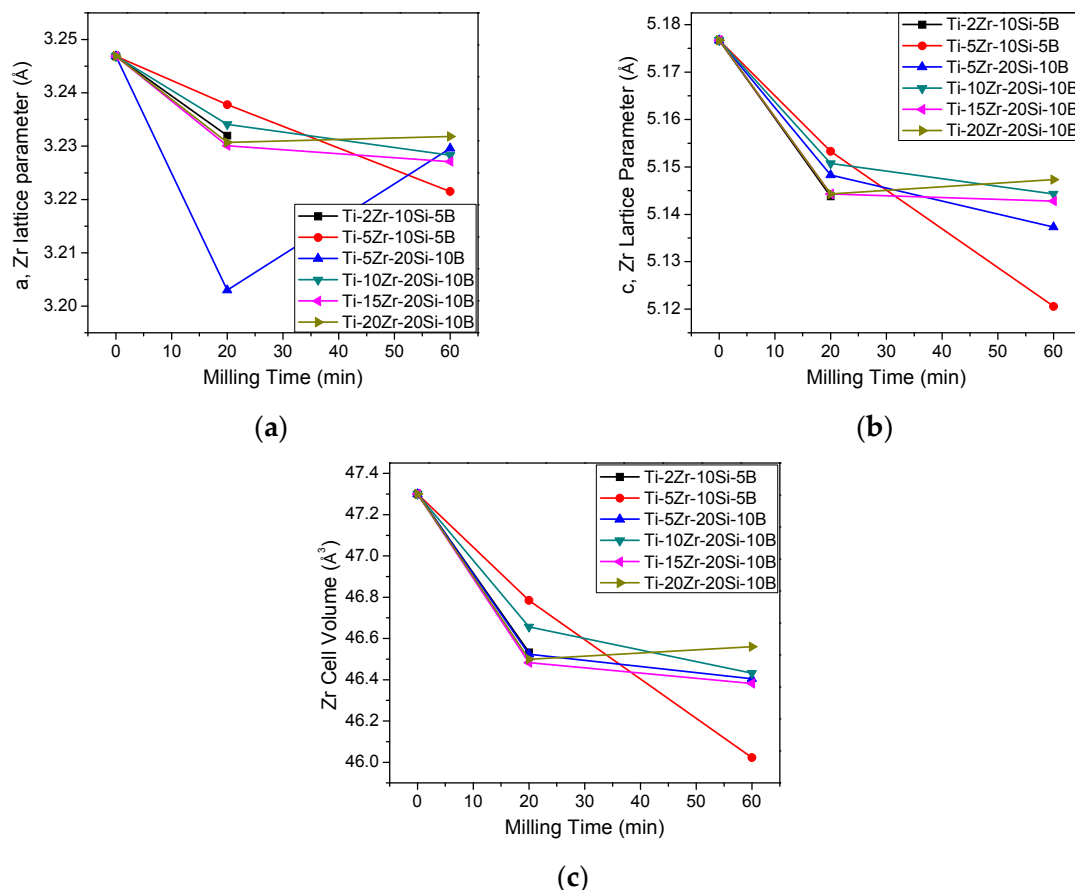 a, Zr lattice parameter (Å)
3.25
3.24
3.23
3.22
3.21
3.20
Ti-2Zr-10Si-5B
Ti-5Zr-10Si-5B
Ti-5Zr-20Si-10B
Ti-10Zr-20Si-10B
Ti-15Zr-20Si-10B
Ti-20Zr-20Si-10B
0 10 20 30 40 50 60
Milling Time (min)
(a)
c, Zr Lartice Parameter (Å)
5.18
5.17
5.16
5.15
5.14
5.13
5.12
Ti-2Zr-10Si-5B
Ti-5Zr-10Si-5B
Ti-5Zr-20Si-10B
Ti-10Zr-20Si-10B
Ti-15Zr-20Si-10B
Ti-20Zr-20Si-10B
0 10 20 30 40 50 60
Milling Time (min)
(b)
Zr Cell Volume (Å³)
47.4
47.2
47.0
46.8
46.6
46.4
46.2
46.0
Ti-2Zr-10Si-5B
Ti-5Zr-10Si-5B
Ti-5Zr-20Si-10B
Ti-10Zr-20Si-10B
Ti-15Zr-20Si-10B
Ti-20Zr-20Si-10B
0 10 20 30 40 50 60
Milling Time (min)
(c)